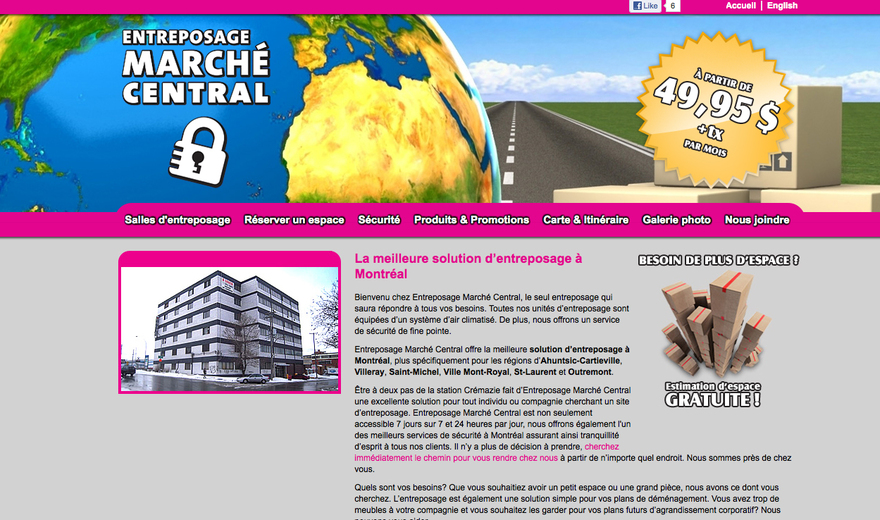 Like 6
Accueil | English
ENTREPOSAGE
MARCHÉ
CENTRAL
À PARTIR DE
49,95 $
+tx
PAR MOIS
Salles d'entreposage Réserver un espace Sécurité Produits & Promotions Carte & Itinéraire Galerie photo Nous joindre
La meilleure solution d'entreposage à
Montréal
Bienvenu chez Entreposage Marché Central, le seul entreposage qui
saura répondre à tous vos besoins. Toutes nos unités d'entreposage sont
équipées d'un système d'air climatisé. De plus, nous offrons un service
de sécurité de fine pointe.
Entreposage Marché Central offre la meilleure solution d'entreposage à
Montréal, plus spécifiquement pour les régions d'Ahuntsic-Cartieville,
Villeray, Saint-Michel, Ville Mont-Royal, St-Laurent et Outremont.
Être à deux pas de la station Crémazie fait d'Entreposage Marché Central
une excellente solution pour tout individu ou compagnie cherchant un site
d'entreposage. Entreposage Marché Central est non seulement
accessible 7 jours sur 7 et 24 heures par jour, nous offrons également l'un
des meilleurs services de sécurité à Montréal assurant ainsi tranquillité
d'esprit à tous nos clients. Il n'y a plus de décision à prendre, cherchez
immédiatement le chemin pour vous rendre chez nous à partir de n'importe quel endroit. Nous sommes près de chez
vous.
Quels sont vos besoins? Que vous souhaitiez avoir un petit espace ou une grand pièce, nous avons ce dont vous
cherchez. L'entreposage est également une solution simple pour vos plans de déménagement. Vous avez trop de
meubles à votre compagnie et vous souhaitez les garder pour vos plans futurs d'agrandissement corporatif? Nous
BESOIN DE PLUS D'ESPACE ?
Estimation d'espace
GRATUITE !